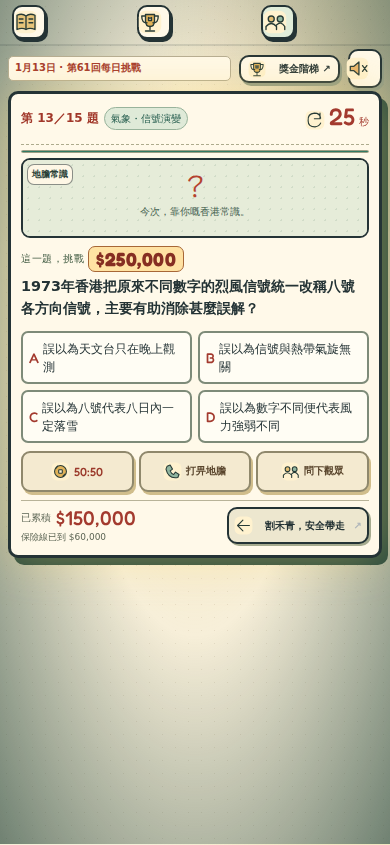 1月13日・第61回每日挑戰
獎金階梯 ↗
第 13／15 題
氣象・信號演變
25 秒
地膽常識
?
今次，靠你嘅香港常識。
這一題，挑戰 $250,000
1973年香港把原來不同數字的烈風信號統一改稱八號
各方向信號，主要有助消除甚麼誤解？
A 誤以為天文台只在晚上觀
測
B 誤以為信號與熱帶氣旋無
關
C 誤以為八號代表八日內一
定落雪
D 誤以為數字不同便代表風
力強弱不同
50:50
打畀地膽
問下觀眾
已累積 $150,000
保險線已到 $60,000
割禾青，安全帶走 ↗